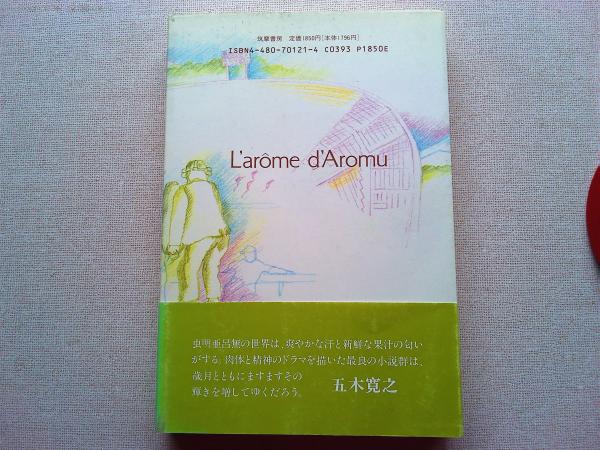 筑摩書房 定価1850円[本体1796円]
ISBN4-480-70121-4 C0393 P1850E
L'arôme d'Aromu
虫明亜呂無の世界は、爽やかな汗と新鮮な果汁の匂い
がする。肉体と精神のドラマを描いた最良の小説群は、
歳月とともにますますその
輝きを増してゆくだろう。
五木寛之